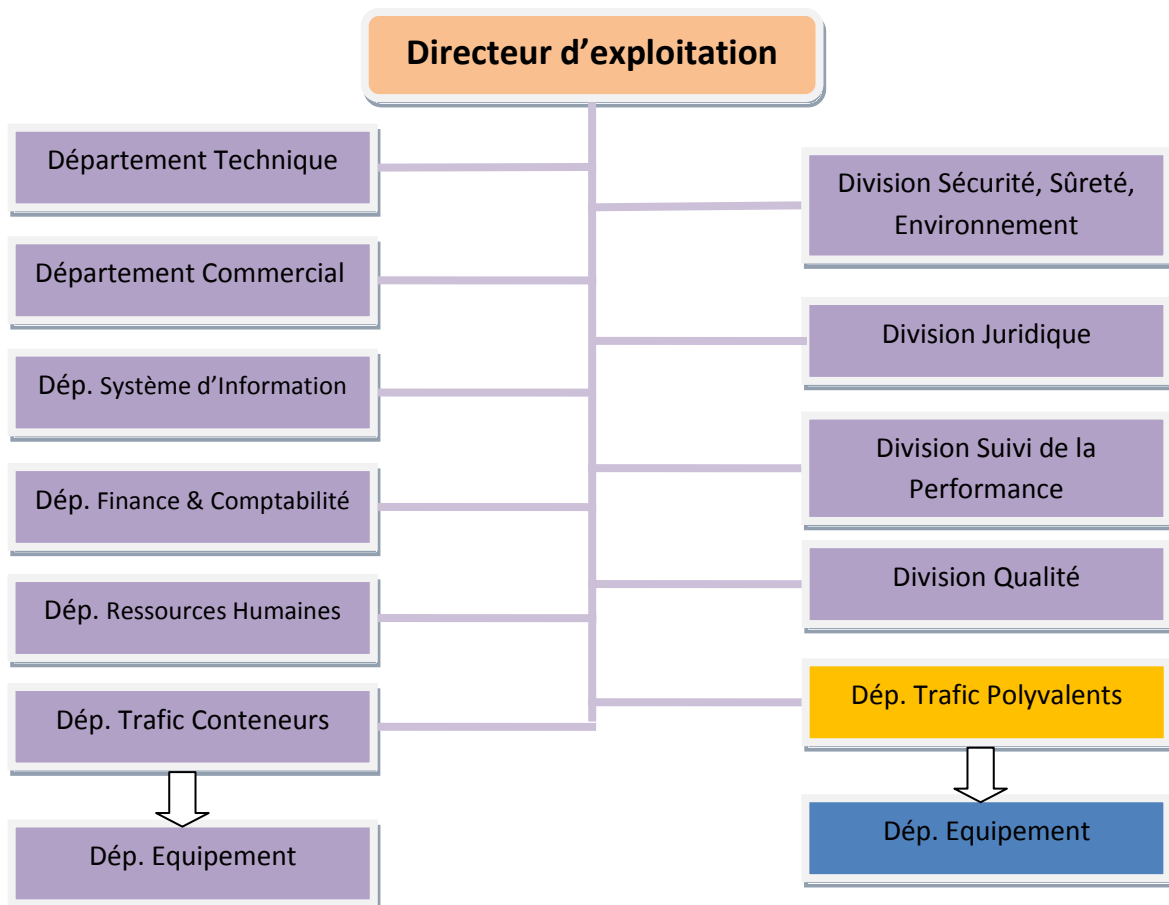 Directeur d’exploitation
Département Technique
Département Commercial
Dép. Système d’Information
Dép. Finance & Comptabilité
Dép. Ressources Humaines
Dép. Trafic Conteneurs
Dép. Equipement
Division Sécurité, Sûreté,
Environnement
Division Juridique
Division Suivi de la
Performance
Division Qualité
Dép. Trafic Polyvalents
Dép. Equipement